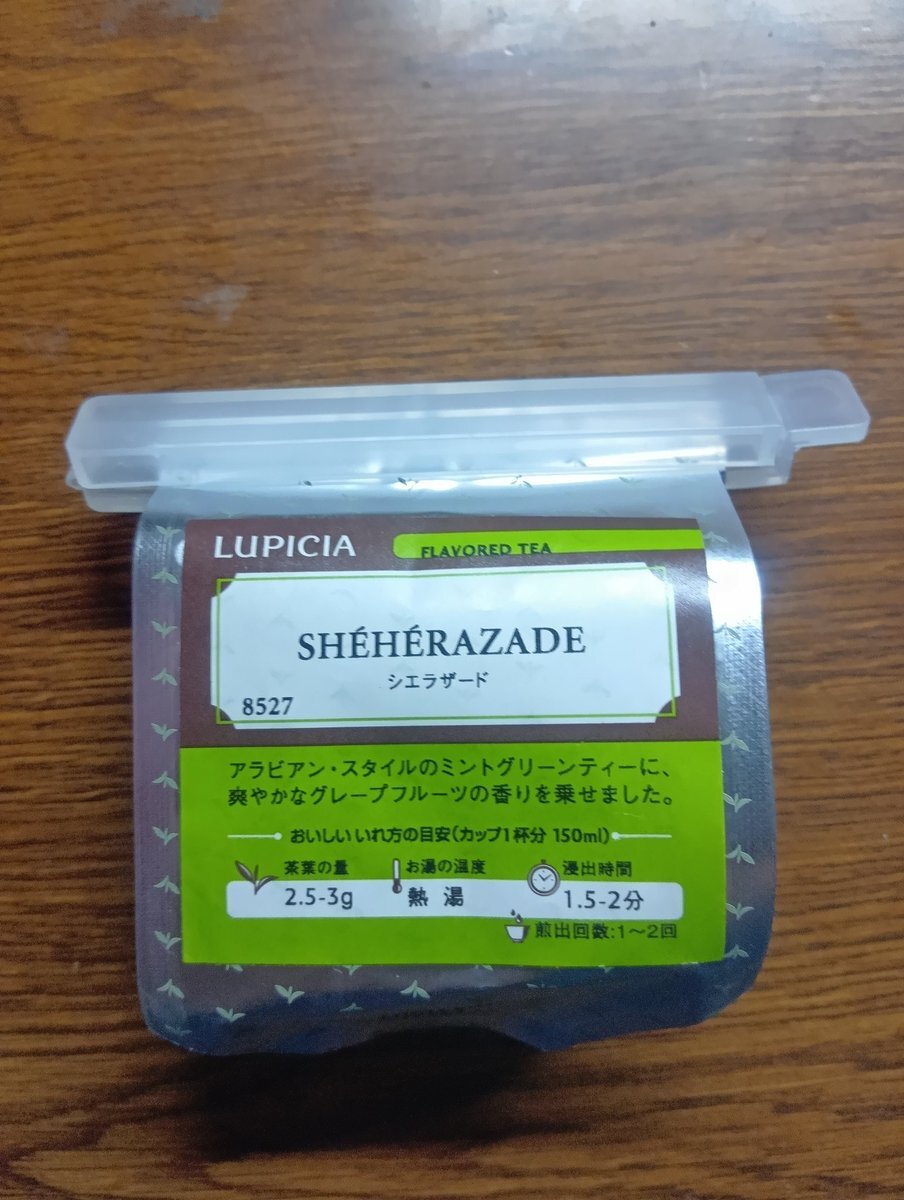 LUPICIA
FLAVORED TEA
SHÉHÉRAZADE
シエラザード
8527
アラビアン・スタイルのミントグリーンティーに、
爽やかなグレープフルーツの香りを乗せました。
おいしいいれ方の目安(カップ1杯分 150ml)
茶葉の量 お湯の温度 浸出時間
2.5-3g 熱湯 1.5-2分
煎出回数:1〜2回